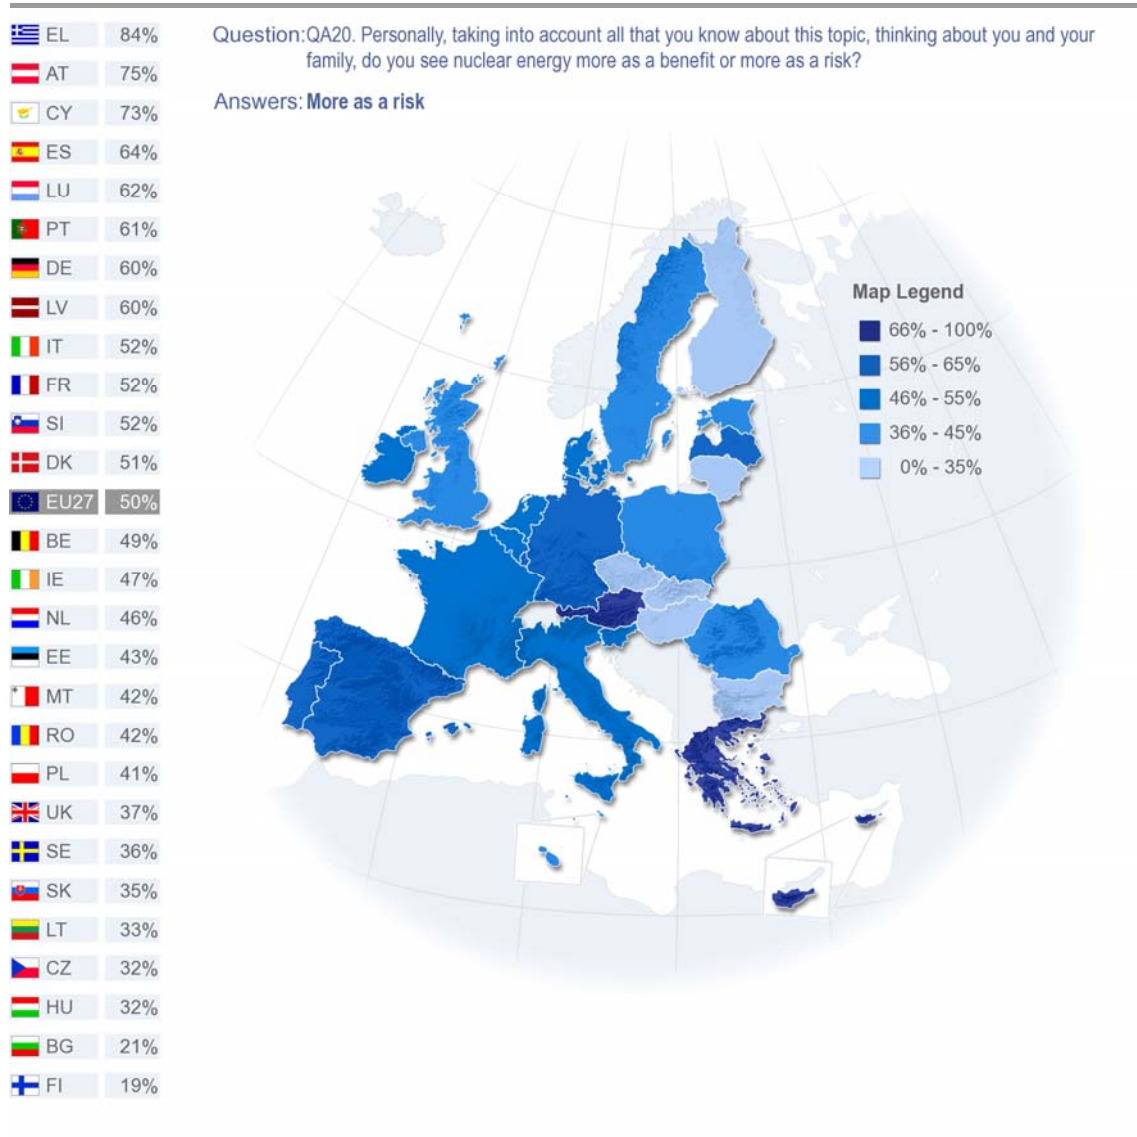 EL 84%
AT 75%
CY 73%
ES 64%
LU 62%
PT 61%
DE 60%
LV 60%
IT 52%
FR 52%
SI 52%
DK 51%
EU27 50%
BE 49%
IE 47%
NL 46%
EE 43%
MT 42%
RO 42%
PL 41%
UK 37%
SE 36%
SK 35%
LT 33%
CZ 32%
HU 32%
BG 21%
FI 19%
Question:QA20. Personally, taking into account all that you know about this topic, thinking about you and your
family, do you see nuclear energy more as a benefit or more as a risk?
Answers: More as a risk
Map Legend
66% - 100%
56% - 65%
46% - 55%
36% - 45%
0% - 35%